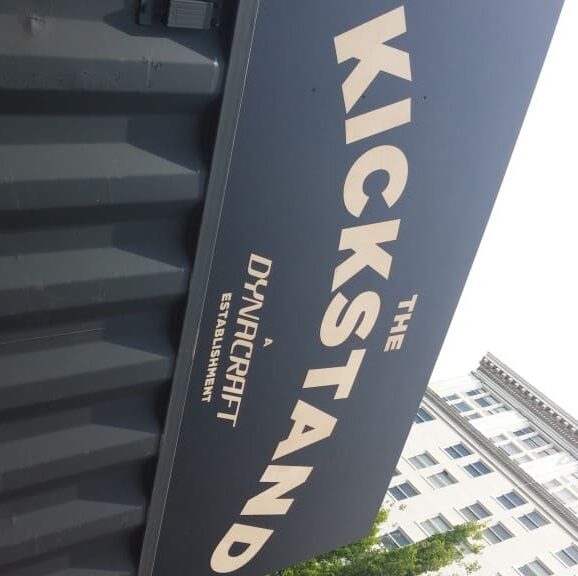 THE
KICKSTAND
A
DYNACRAFT
ESTABLISHMENT